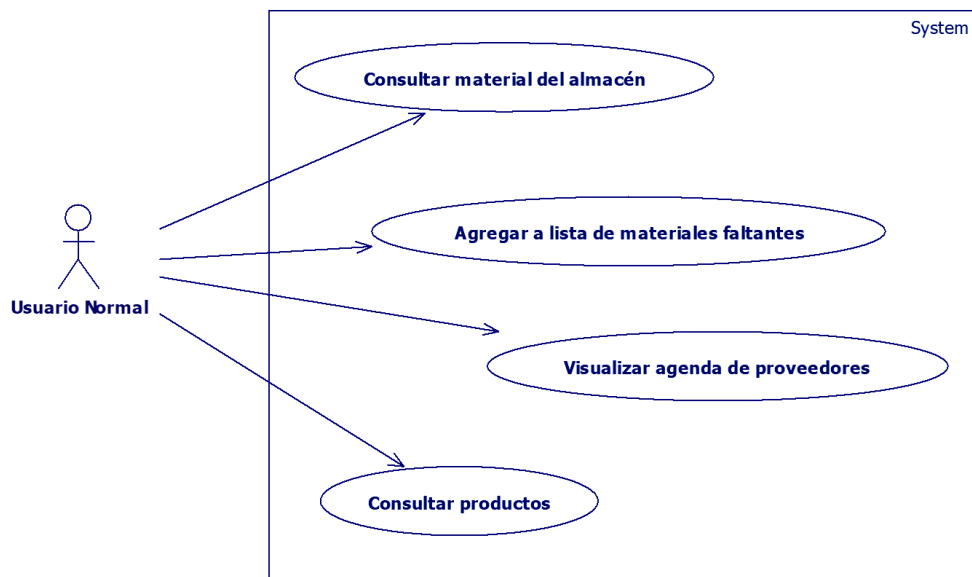 System
Consultar material del almacén
Agregar a lista de materiales faltantes
Usuario Normal
Visualizar agenda de proveedores
Consultar productos